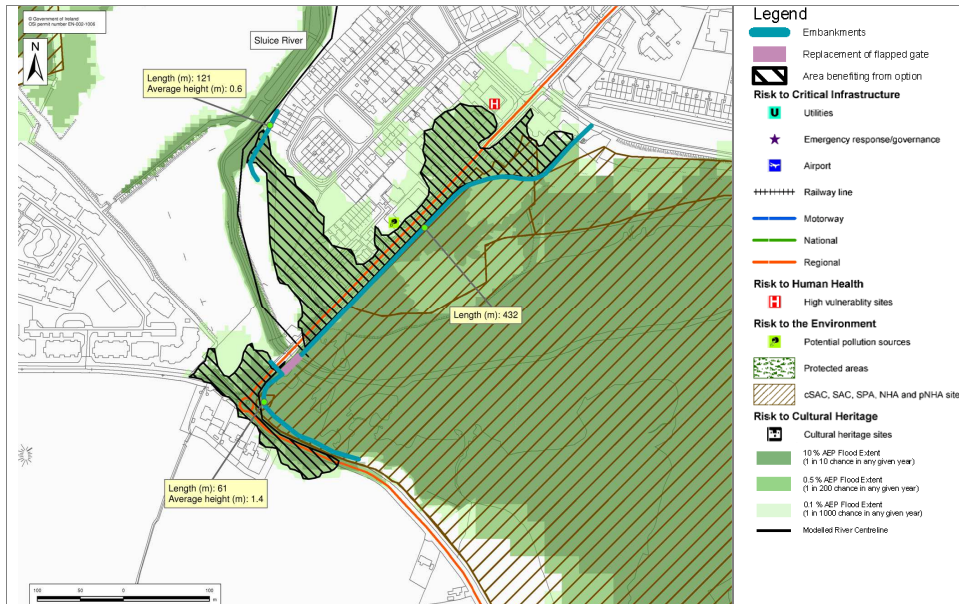 © Government of Ireland
OSi permit number EN-002-1006
N
Sluice River
Length (m): 121
Average height (m): 0.6
H
Length (m): 432
Length (m): 61
Average height (m): 1.4
100 50 0 100
m
Legend
Embankments
Replacement of flapped gate
Area benefiting from option
Risk to Critical Infrastructure
U Utilities
Emergency response/governance
Airport
Railway line
Motorway
National
Regional
Risk to Human Health
H High vulnerablity sites
Risk to the Environment
Potential pollution sources
Protected areas
cSAC, SAC, SPA, NHA and pNHA site
Risk to Cultural Heritage
Cultural heritage sites
10 % AEP Flood Extent
(1 in 10 chance in any given year)
0.5 % AEP Flood Extent
(1 in 200 chance in any given year)
0.1 % AEP Flood Extent
(1 in 1000 chance in any given year)
Modelled River Centreline